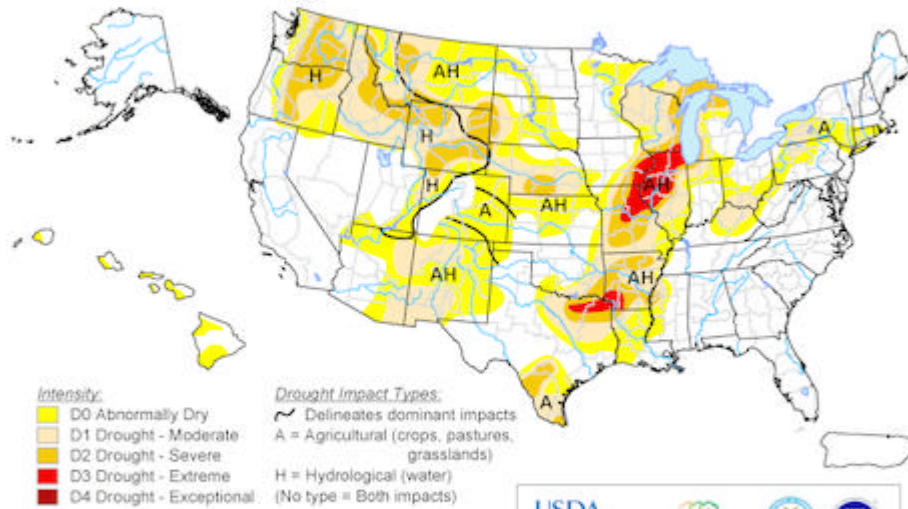 H
AH
H
H
A
AH
AH
AH
AH
A
A
Intensity:
D0 Abnormally Dry
D1 Drought - Moderate
D2 Drought - Severe
D3 Drought - Extreme
D4 Drought - Exceptional
Drought Impact Types:
Delineates dominant impacts
A = Agricultural (crops, pastures,
grasslands)
H = Hydrological (water)
(No type = Both impacts)
USDA